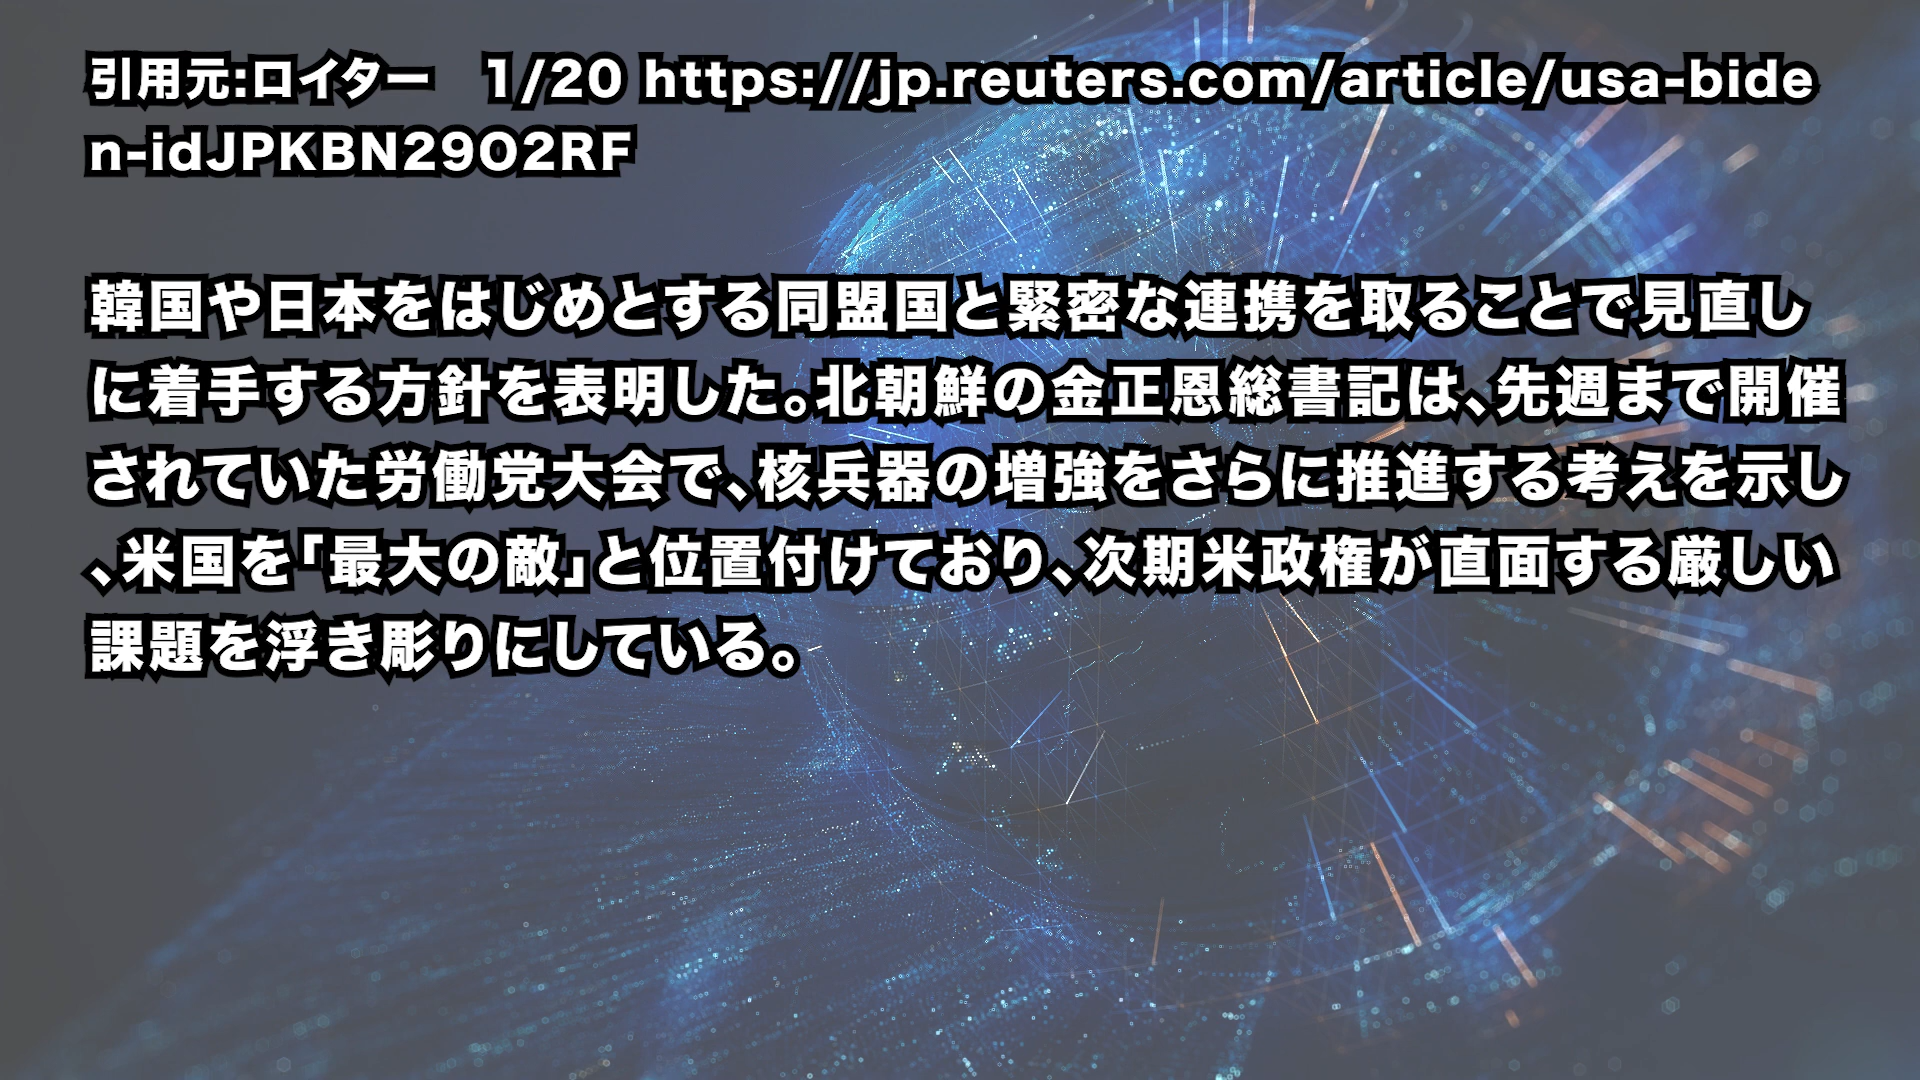 引用元:ロイター　1/20 https://jp.reuters.com/article/usa-bide
n-idJPKBN29O2RF
韓国や日本をはじめとする同盟国と緊密な連携を取ることで見直し
に着手する方針を表明した。北朝鮮の金正恩総書記は、先週まで開催
されていた労働党大会で、核兵器の増強をさらに推進する考えを示し
、米国を「最大の敵」と位置付けており、次期米政権が直面する厳しい
課題を浮き彫りにしている。